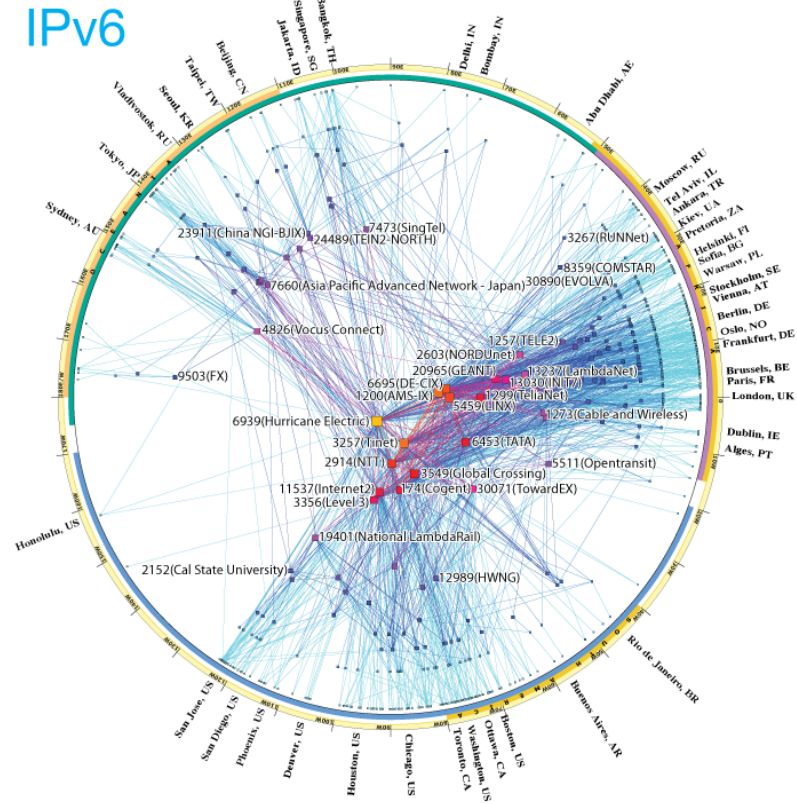 IPv6
Bangkok, TH
Singapore, SG
Jakarta, ID
Beijing, CN
Taipei, TW
Seoul, KR
Vladivostok, RU
Tokyo, JP
Sydney, AU
Delhi, IN
Bombay, IN
Abu Dhabi, AE
Moscow, RU
Tel Aviv, IL
Ankara, TR
Kiev, UA
Pretoria, ZA
Helsinki, FI
Sofia, BG
Warsaw, PL
Stockholm, SE
Vienna, AT
Berlin, DE
Oslo, NO
Frankfurt, DE
Brussels, BE
Paris, FR
London, UK
Dublin, IE
Alges, PT
23911(China NGI-BJIX)
7473(SingTel)
24489(TEIN2-NORTH)
3267(RUNNet)
8359(COMSTAR)
7660(Asia Pacific Advanced Network - Japan)
30890(EVOLVA)
4826(Vocus Connect)
1257(TELE2)
2603(NORDUnet)
20965(GEANT)
13237(LambdaNet)
9503(FX)
6695(DE-CIX)
13030(INIT7)
1200(AMS-IX)
1299(TeliaNet)
5459(LINX)
1273(Cable and Wireless)
6939(Hurricane Electric)
3257(Tinet)
6453(TATA)
2914(NTT)
5511(Opentransit)
3549(Global Crossing)
11537(Internet2)
174(Cogent)
30071(TowardEX)
3356(Level 3)
19401(National LambdaRail)
2152(Cal State University)
12989(HWNG)
Honolulu, US
San Jose, US
San Diego, US
Phoenix, US
Denver, US
Houston, US
Chicago, US
Toronto, CA
Washington, US
Ottawa, CA
Boston, US
Buenos Aires, AR
Rio de Janeiro, BR